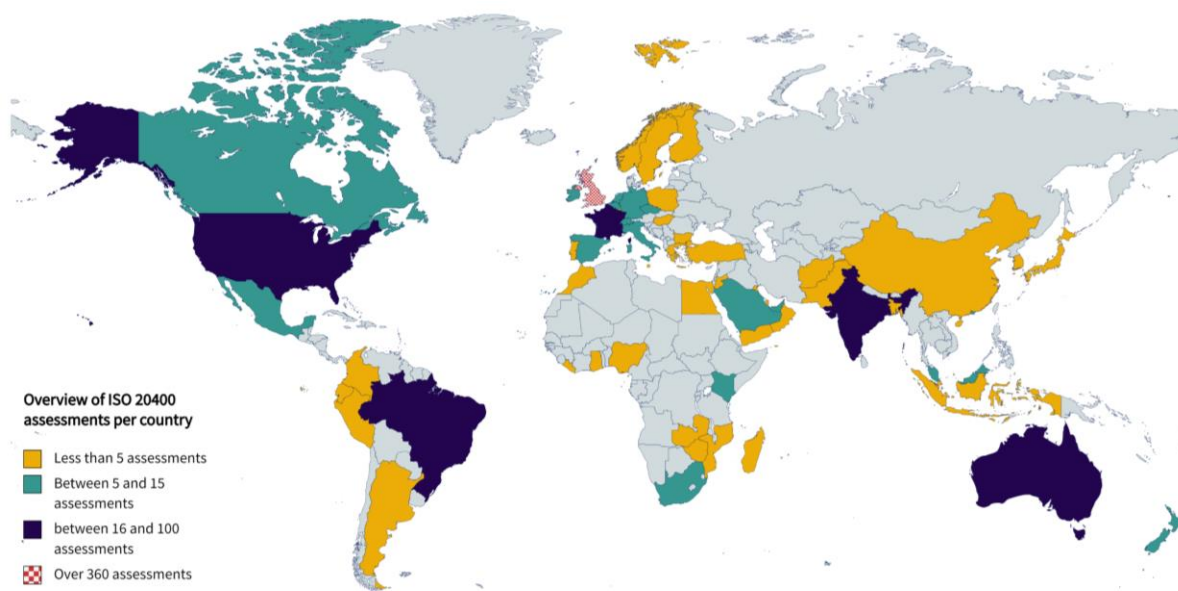 Overview of ISO 20400
assessments per country
Less than 5 assessments
Between 5 and 15
assessments
between 16 and 100
assessments
Over 360 assessments